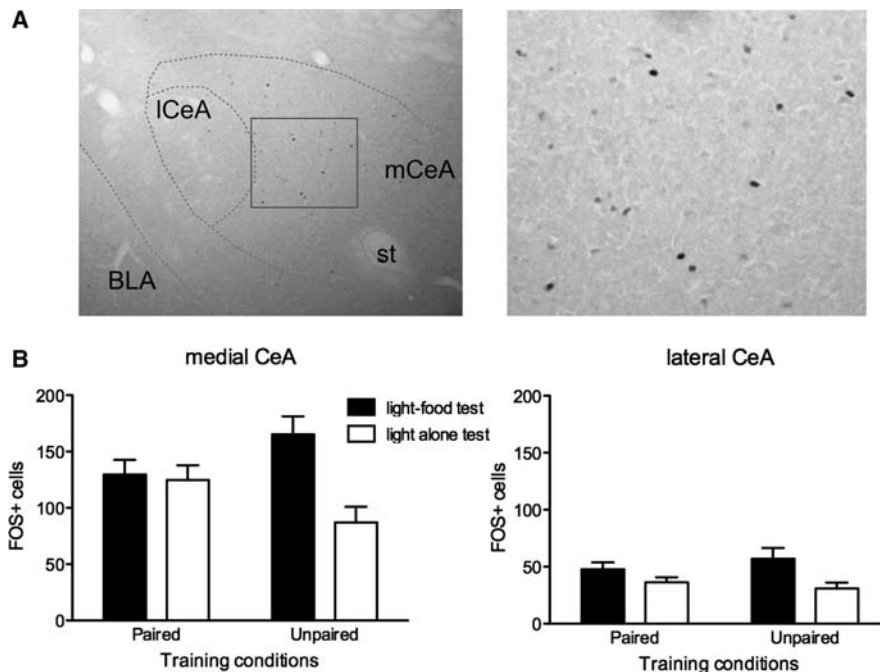 A
lCeA
mCeA
st
BLA
B
medial CeA
FOS+ cells
200
150
100
50
0
light-food test
light alone test
Paired
Unpaired
Training conditions
lateral CeA
FOS+ cells
200
150
100
50
0
Paired
Unpaired
Training conditions